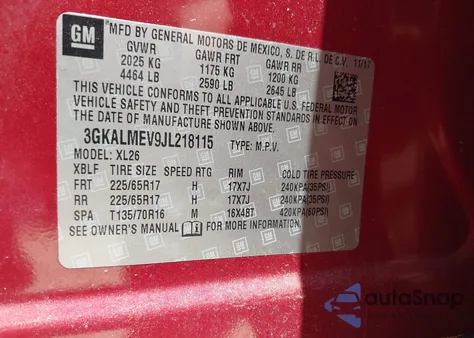 GM
MFD BY GENERAL MOTORS DE MEXICO, S. DE R.L. DE C.V. 11/17
GVWR GAWR FRT GAWR RR
2025 KG 1175 KG 1200 KG
4464 LB 2590 LB 2645 LB
THIS VEHICLE CONFORMS TO ALL APPLICABLE U.S. FEDERAL MOTOR
VEHICLE SAFETY AND THEFT PREVENTION STANDARDS IN EFFECT ON
THE DATE OF MANUFACTURE SHOWN ABOVE.
3GKALMEV9JL218115 TYPE: M.P.V.
MODEL: XL26
XBLF TIRE SIZE SPEED RTG RIM COLD TIRE PRESSURE
FRT 225/65R17 H 17X7J 240KPA(35PSI)
RR 225/65R17 H 17X7J 240KPA(35PSI)
SPA T135/70R16 M 16X4BT 420KPA(60PSI)
SEE OWNER'S MANUAL FOR MORE INFORMATION.
autoSnap